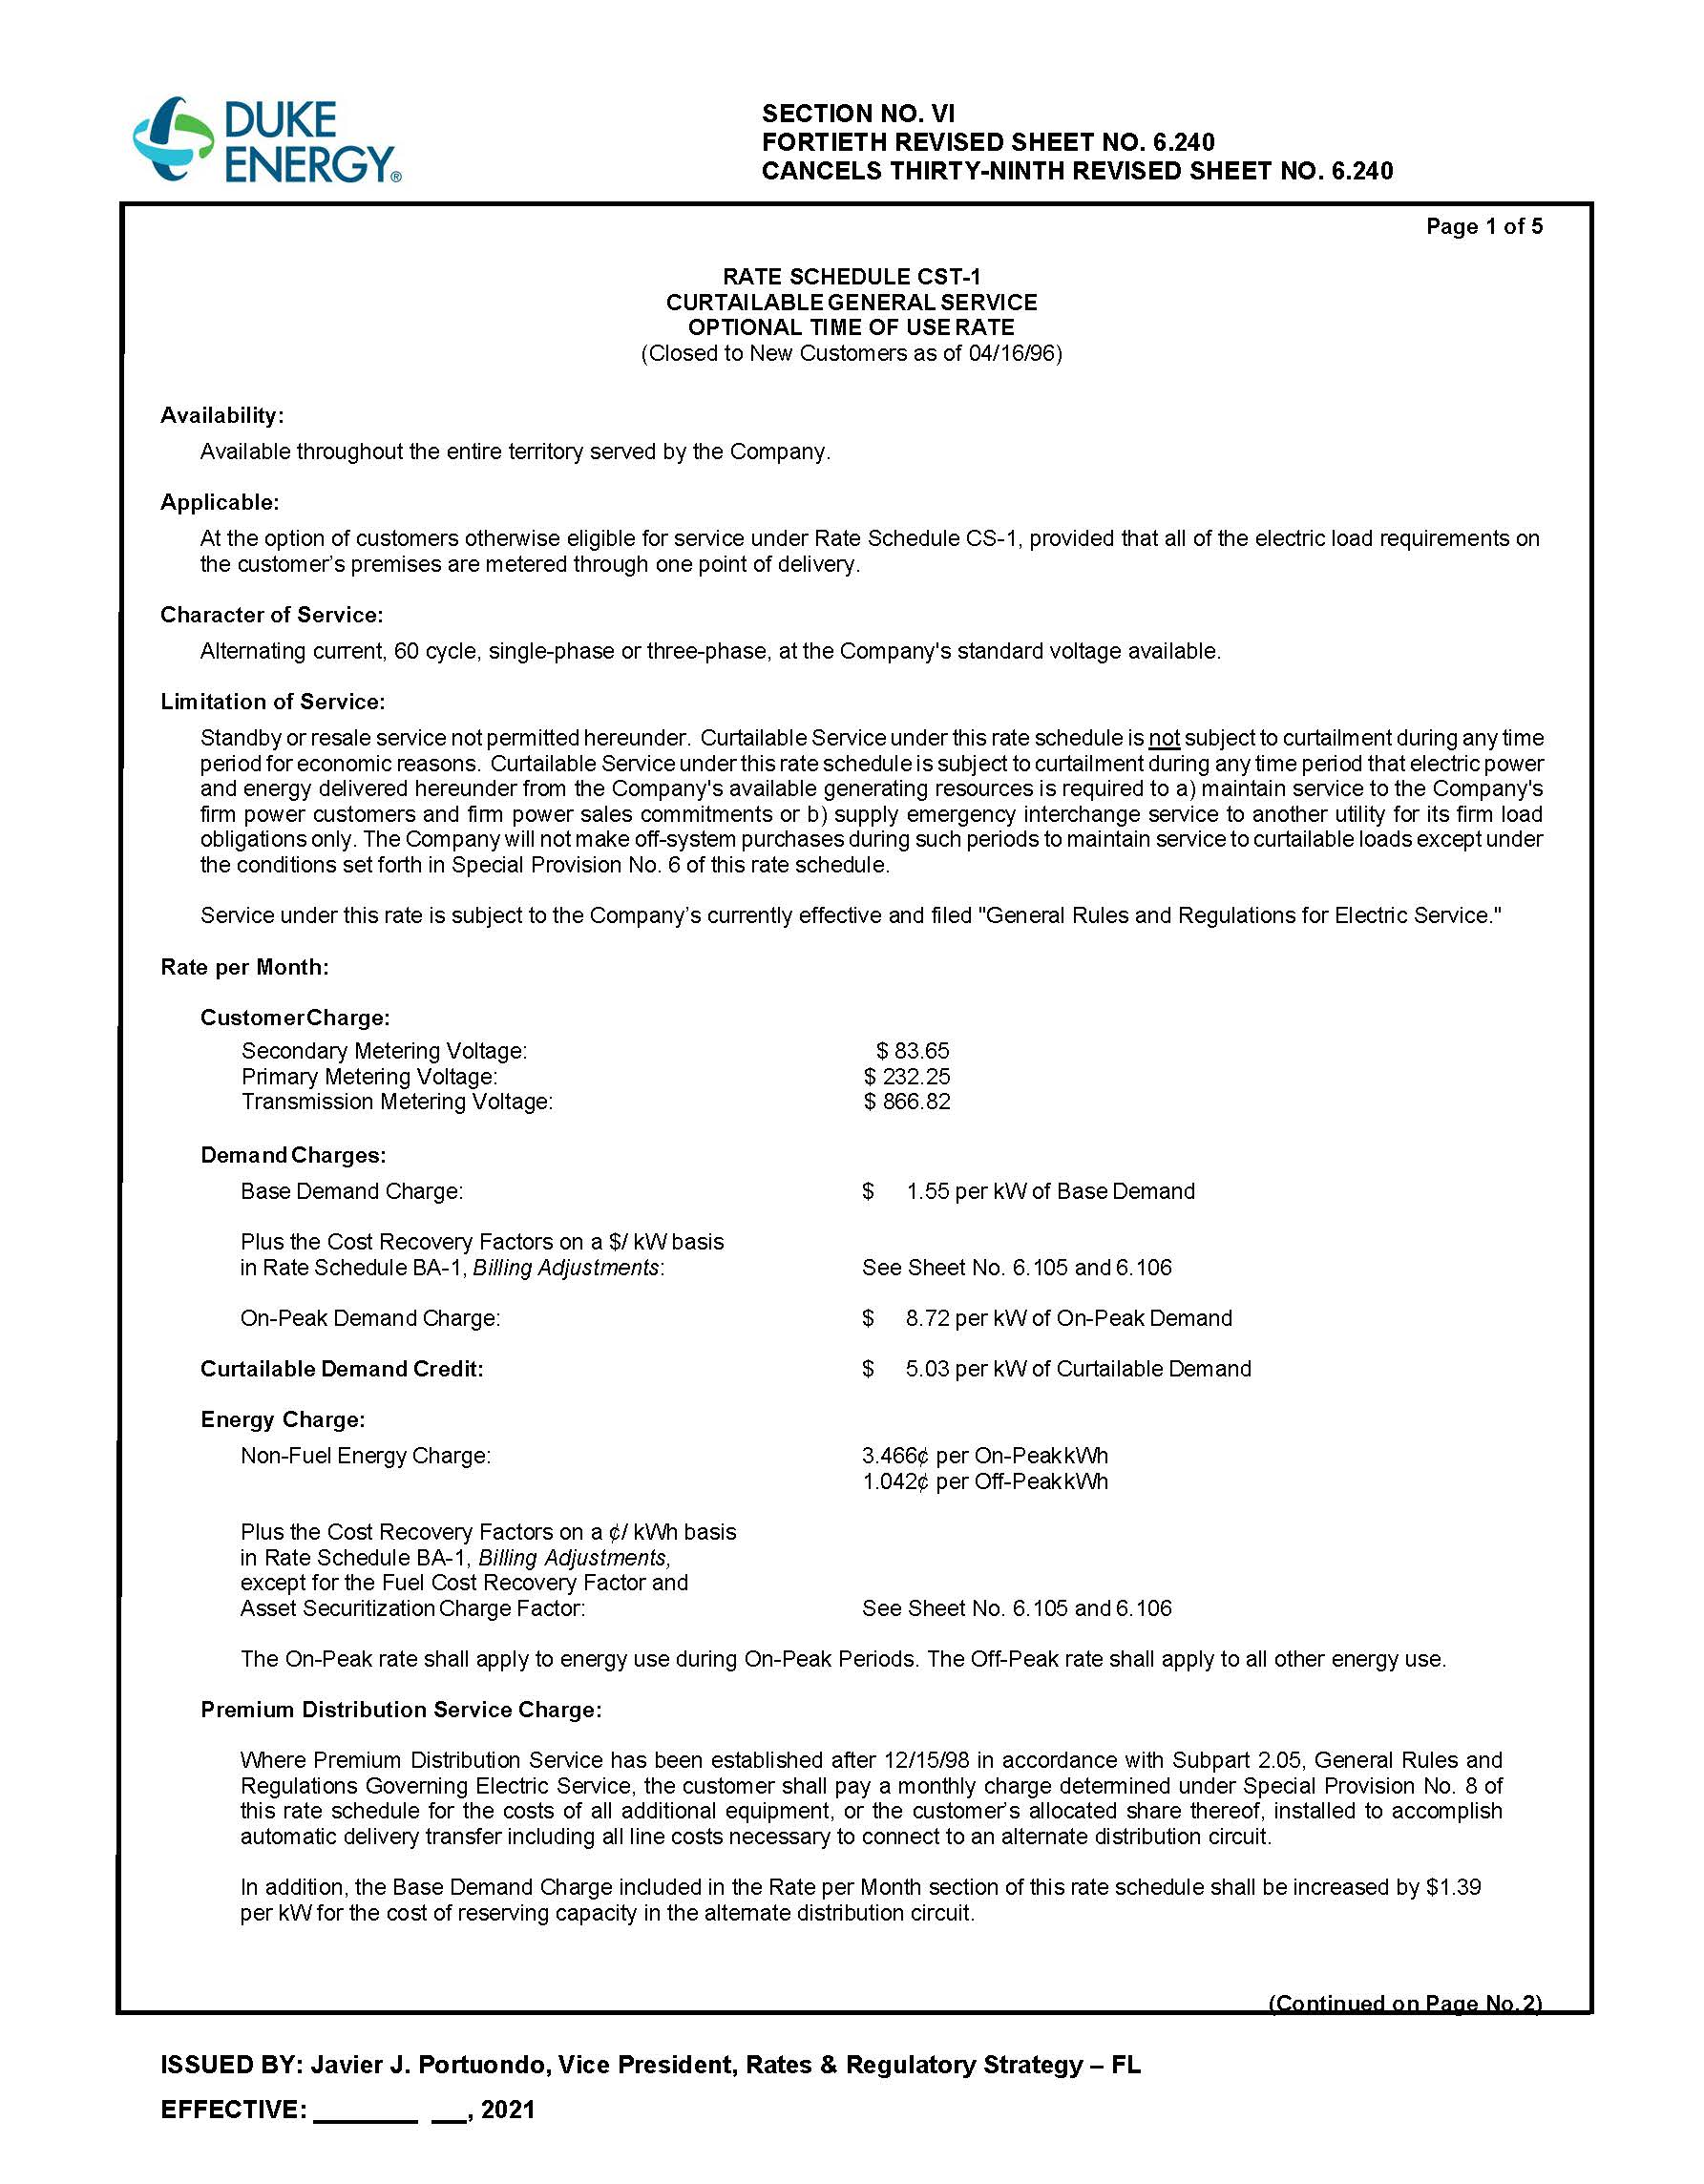 DUKE
ENERGY®
SECTION NO. VI
FORTIETH REVISED SHEET NO. 6.240
CANCELS THIRTY-NINTH REVISED SHEET NO. 6.240
Page 1 of 5
RATE SCHEDULE CST-1
CURTAILABLE GENERAL SERVICE
OPTIONAL TIME OF USE RATE
(Closed to New Customers as of 04/16/96)
Availability:
Available throughout the entire territory served by the Company.
Applicable:
At the option of customers otherwise eligible for service under Rate Schedule CS-1, provided that all of the electric load requirements on
the customer’s premises are metered through one point of delivery.
Character of Service:
Alternating current, 60 cycle, single-phase or three-phase, at the Company's standard voltage available.
Limitation of Service:
Standby or resale service not permitted hereunder. Curtailable Service under this rate schedule is not subject to curtailment during any time
period for economic reasons. Curtailable Service under this rate schedule is subject to curtailment during any time period that electric power
and energy delivered hereunder from the Company's available generating resources is required to a) maintain service to the Company's
firm power customers and firm power sales commitments or b) supply emergency interchange service to another utility for its firm load
obligations only. The Company will not make off-system purchases during such periods to maintain service to curtailable loads except under
the conditions set forth in Special Provision No. 6 of this rate schedule.
Service under this rate is subject to the Company’s currently effective and filed "General Rules and Regulations for Electric Service."
Rate per Month:
Customer Charge:
Secondary Metering Voltage: $ 83.65
Primary Metering Voltage: $ 232.25
Transmission Metering Voltage: $ 866.82
Demand Charges:
Base Demand Charge: $ 1.55 per kW of Base Demand
Plus the Cost Recovery Factors on a $/ kW basis
in Rate Schedule BA-1, Billing Adjustments: See Sheet No. 6.105 and 6.106
On-Peak Demand Charge: $ 8.72 per kW of On-Peak Demand
Curtailable Demand Credit: $ 5.03 per kW of Curtailable Demand
Energy Charge:
Non-Fuel Energy Charge: 3.466¢ per On-Peak kWh
1.042¢ per Off-Peak kWh
Plus the Cost Recovery Factors on a ¢/ kWh basis
in Rate Schedule BA-1, Billing Adjustments,
except for the Fuel Cost Recovery Factor and
Asset Securitization Charge Factor: See Sheet No. 6.105 and 6.106
The On-Peak rate shall apply to energy use during On-Peak Periods. The Off-Peak rate shall apply to all other energy use.
Premium Distribution Service Charge:
Where Premium Distribution Service has been established after 12/15/98 in accordance with Subpart 2.05, General Rules and
Regulations Governing Electric Service, the customer shall pay a monthly charge determined under Special Provision No. 8 of
this rate schedule for the costs of all additional equipment, or the customer’s allocated share thereof, installed to accomplish
automatic delivery transfer including all line costs necessary to connect to an alternate distribution circuit.
In addition, the Base Demand Charge included in the Rate per Month section of this rate schedule shall be increased by $1.39
per kW for the cost of reserving capacity in the alternate distribution circuit.
(Continued on Page No. 2)
ISSUED BY: Javier J. Portuondo, Vice President, Rates & Regulatory Strategy – FL
EFFECTIVE: ________ ___, 2021